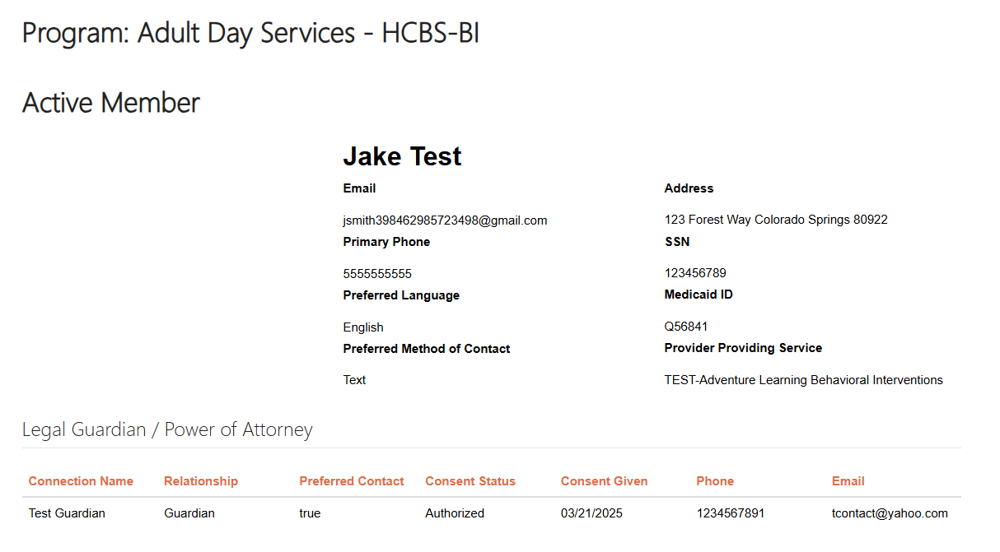 Program: Adult Day Services - HCBS-BI
Active Member
Jake Test
Email
Address
jsmith398462985723498@gmail.com
123 Forest Way Colorado Springs 80922
Primary Phone
SSN
5555555555
123456789
Preferred Language
Medicaid ID
English
Q56841
Preferred Method of Contact
Provider Providing Service
Text
TEST-Adventure Learning Behavioral Interventions
Legal Guardian / Power of Attorney
Connection Name Relationship Preferred Contact Consent Status Consent Given Phone Email
Test Guardian Guardian true Authorized 03/21/2025 1234567891 tcontact@yahoo.com